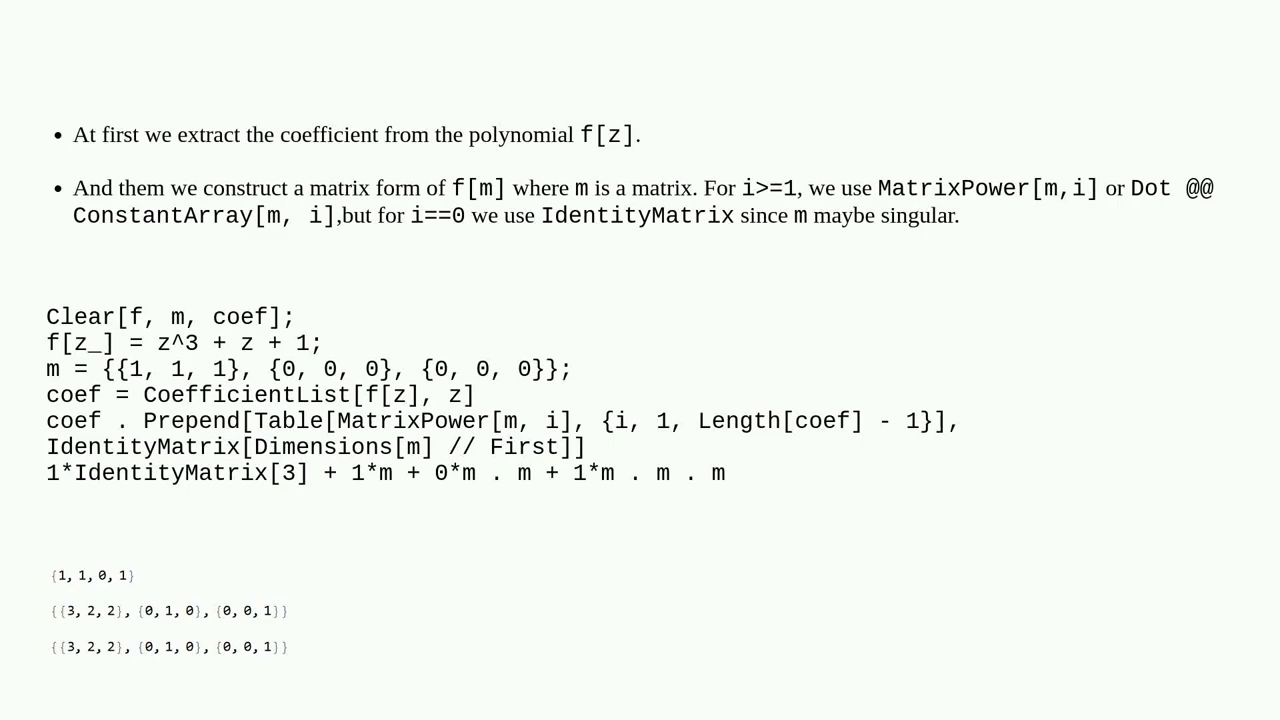 • At first we extract the coefficient from the polynomial f[z].
• And them we construct a matrix form of f[m] where m is a matrix. For i>=1, we use MatrixPower[m,i] or Dot @@
ConstantArray[m, i],but for i==0 we use IdentityMatrix since m maybe singular.
Clear[f, m, coef];
f[z_] = z^3 + z + 1;
m = {{1, 1, 1}, {0, 0, 0}, {0, 0, 0}};
coef = CoefficientList[f[z], z]
coef . Prepend[Table[MatrixPower[m, i], {i, 1, Length[coef] - 1}],
IdentityMatrix[Dimensions[m] // First]]
1*IdentityMatrix[3] + 1*m + 0*m . m + 1*m . m . m
{1, 1, 0, 1}
{{3, 2, 2}, {0, 1, 0}, {0, 0, 1}}
{{3, 2, 2}, {0, 1, 0}, {0, 0, 1}}